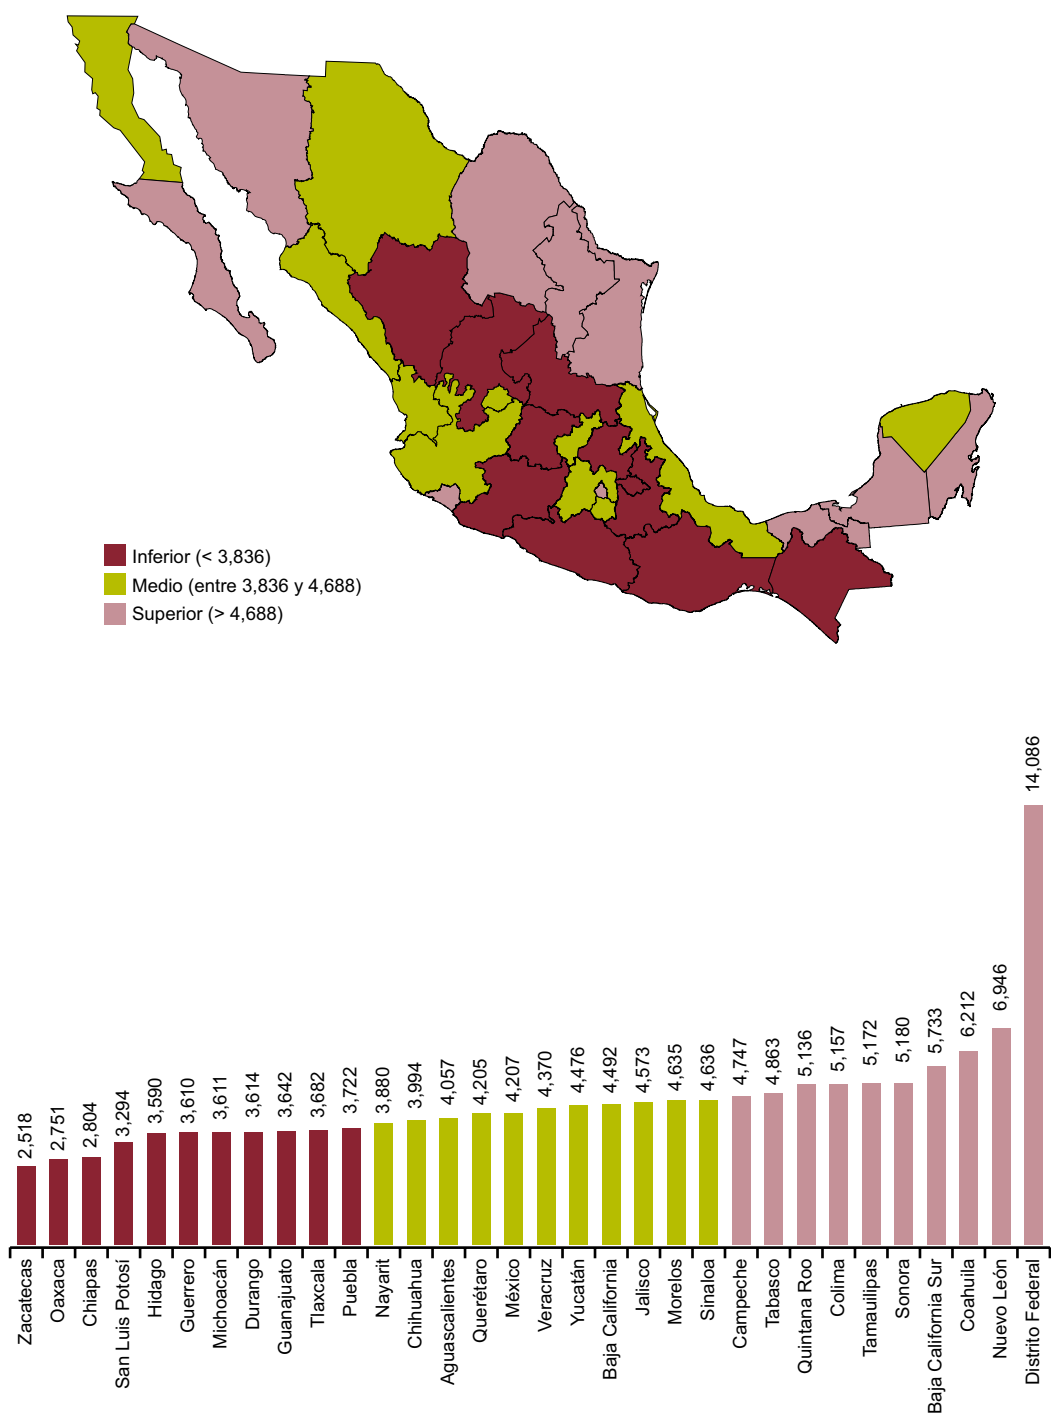 Inferior (< 3,836)
Medio (entre 3,836 y 4,688)
Superior (> 4,688)
2,518
2,751
2,804
3,294
3,590
3,610
3,611
3,614
3,642
3,682
3,722
3,880
3,994
4,057
4,205
4,207
4,370
4,476
4,492
4,573
4,635
4,636
4,747
4,863
5,136
5,157
5,172
5,180
5,733
6,212
6,946
14,086
Zacatecas
Oaxaca
Chiapas
San Luis Potosí
Hidago
Guerrero
Michoacán
Durango
Guanajuato
Tlaxcala
Puebla
Nayarit
Chihuahua
Aguascalientes
Querétaro
México
Veracruz
Yucatán
Baja California
Jalisco
Morelos
Sinaloa
Campeche
Tabasco
Quintana Roo
Colima
Tamauilipas
Sonora
Baja California Sur
Coahuila
Nuevo León
Distrito Federal